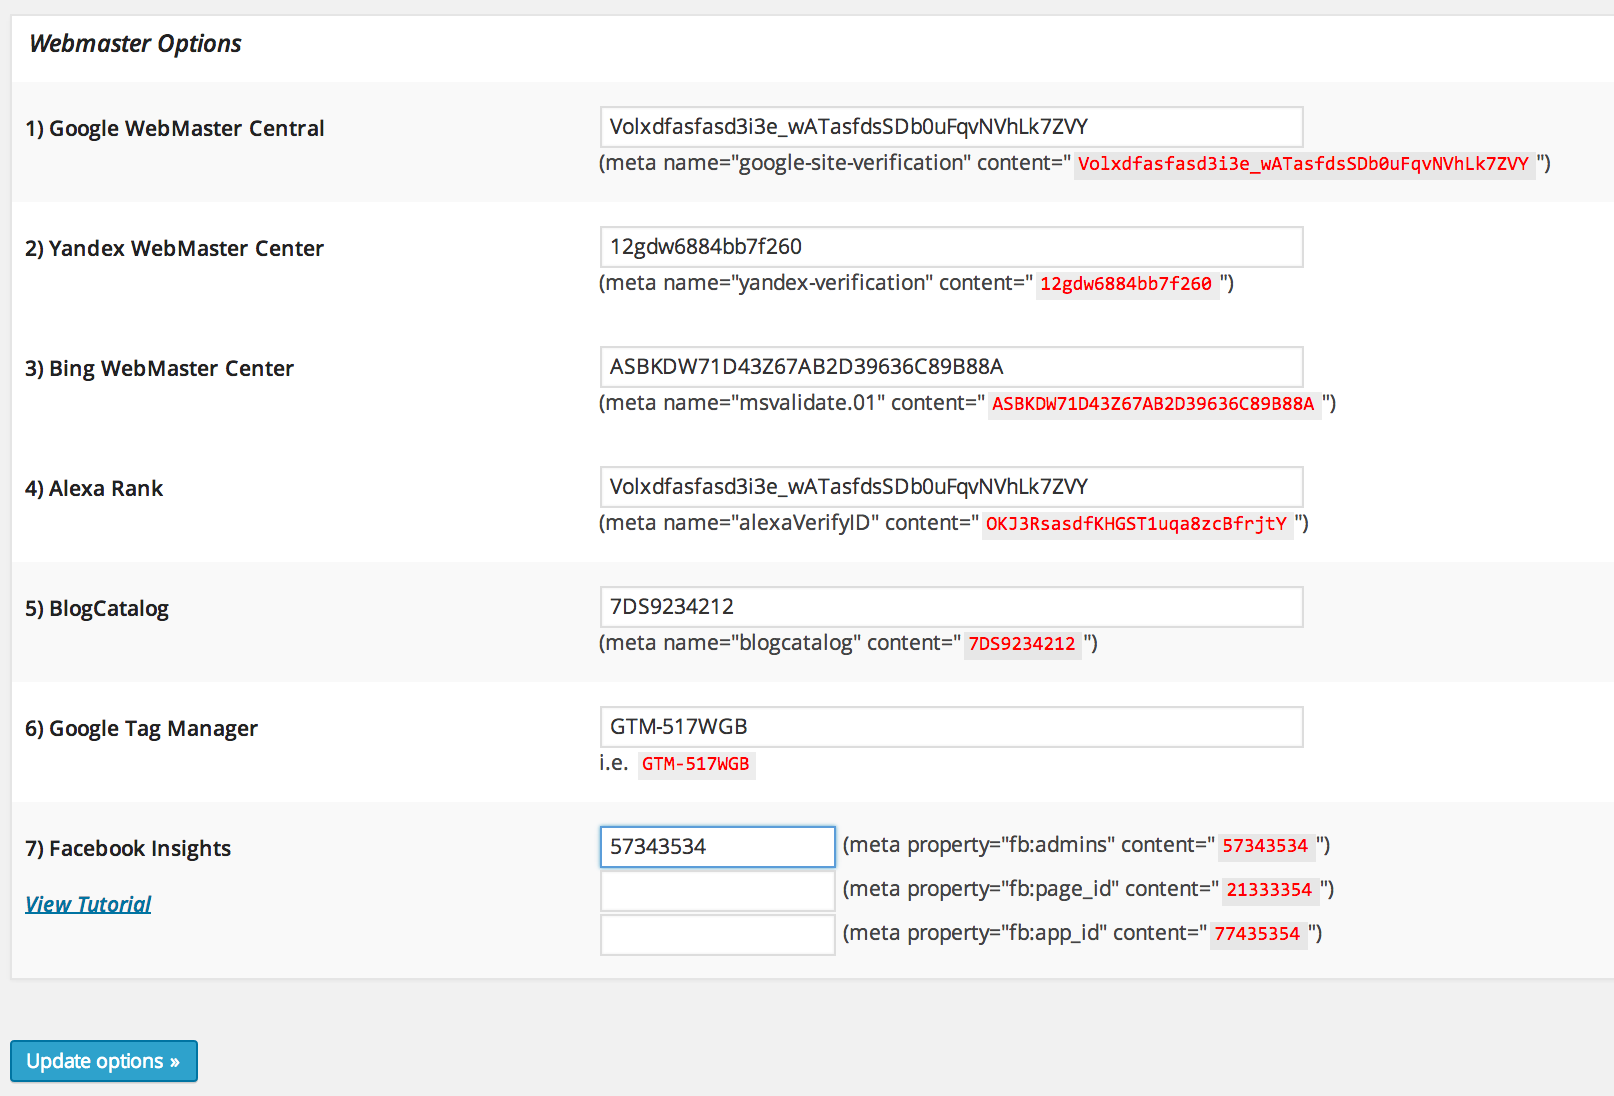 Webmaster Options
1) Google WebMaster Central
Volxdfasfasd3i3e_wATasfdsSDb0uFqvNVhLk7ZVY
(meta name="google-site-verification" content=" Volxdfasfasd3i3e_wATasfdsSDb0uFqvNVhLk7ZVY ")
2) Yandex WebMaster Center
12gdw6884bb7f260
(meta name="yandex-verification" content=" 12gdw6884bb7f260 ")
3) Bing WebMaster Center
ASBKDW71D43Z67AB2D39636C89B88A
(meta name="msvalidate.01" content=" ASBKDW71D43Z67AB2D39636C89B88A ")
4) Alexa Rank
Volxdfasfasd3i3e_wATasfdsSDb0uFqvNVhLk7ZVY
(meta name="alexaVerifyID" content=" OKJ3RsasdfKHGST1uqa8zcBfrjtY ")
5) BlogCatalog
7DS9234212
(meta name="blogcatalog" content=" 7DS9234212 ")
6) Google Tag Manager
GTM-517WGB
i.e. GTM-517WGB
7) Facebook Insights
57343534 (meta property="fb:admins" content=" 57343534 ")
(meta property="fb:page_id" content=" 21333354 ")
View Tutorial
(meta property="fb:app_id" content=" 77435354 ")
Update options »